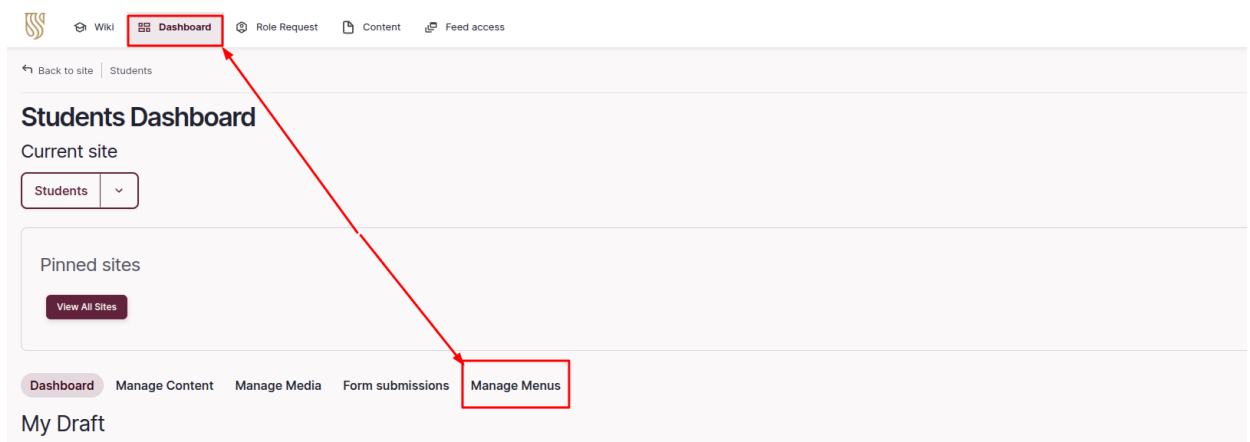 Wiki Dashboard Role Request Content Feed access
Back to site Students
Students Dashboard
Current site
Students
Pinned sites
View All Sites
Dashboard Manage Content Manage Media Form submissions Manage Menus
My Draft